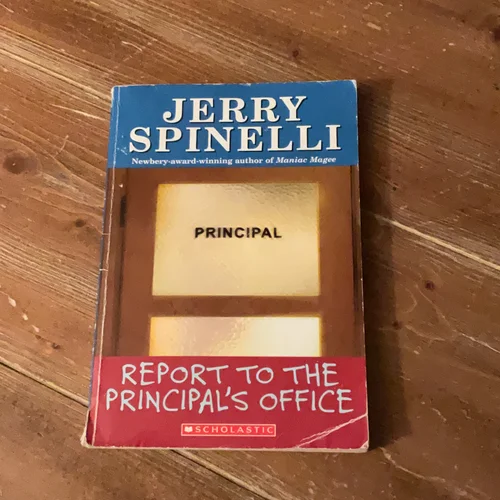 JERRY
SPINELLI
Newbery-award-winning author of Maniac Magee
PRINCIPAL
REPORT TO THE
PRINCIPAL'S OFFICE
SCHOLASTIC